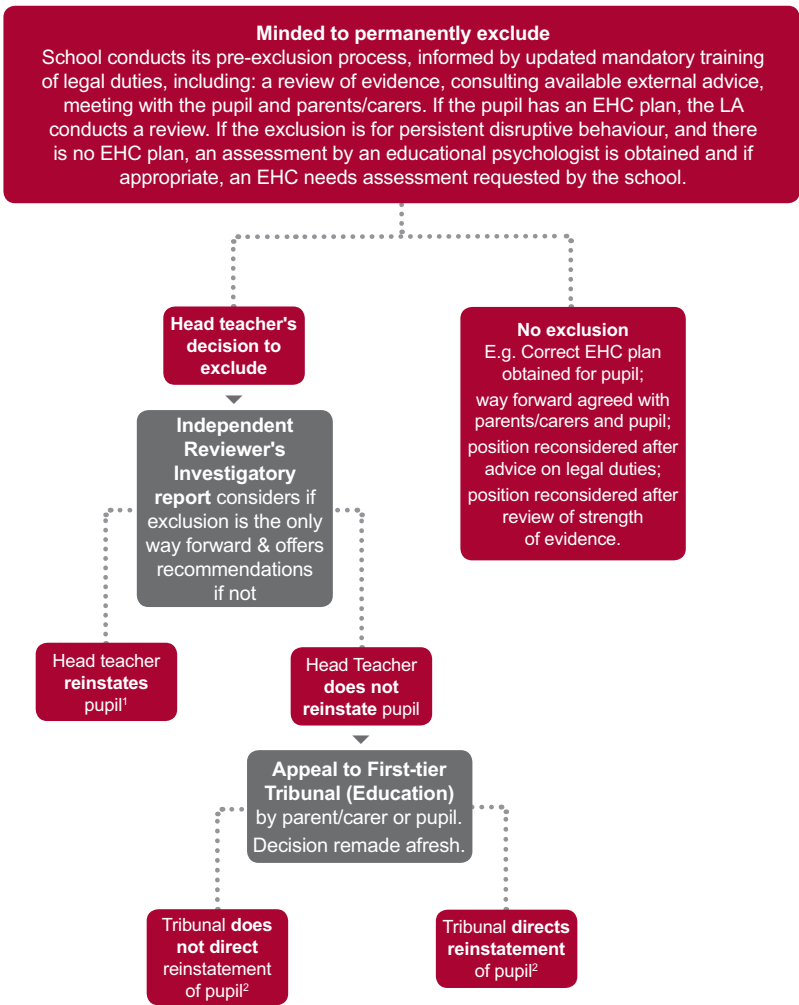 Minded to permanently exclude
School conducts its pre-exclusion process, informed by updated mandatory training
of legal duties, including: a review of evidence, consulting available external advice,
meeting with the pupil and parents/carers. If the pupil has an EHC plan, the LA
conducts a review. If the exclusion is for persistent disruptive behaviour, and there
is no EHC plan, an assessment by an educational psychologist is obtained and if
appropriate, an EHC needs assessment requested by the school.
Head teacher's
decision to
exclude
No exclusion
E.g. Correct EHC plan
obtained for pupil;
way forward agreed with
parents/carers and pupil;
position reconsidered after
advice on legal duties;
position reconsidered after
review of strength
of evidence.
Independent
Reviewer's
Investigatory
report considers if
exclusion is the only
way forward & offers
recommendations
if not
Head teacher
reinstates
pupil¹
Head Teacher
does not
reinstate pupil
Appeal to First-tier
Tribunal (Education)
by parent/carer or pupil.
Decision remade afresh.
Tribunal does
not direct
reinstatement
of pupil²
Tribunal directs
reinstatement
of pupil²